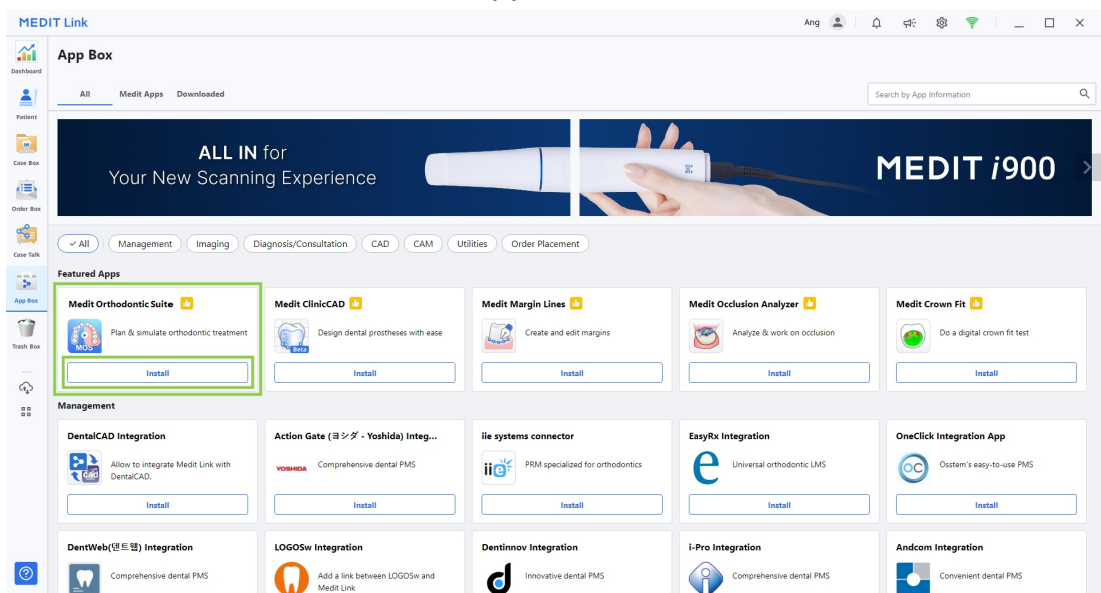 MEDIT Link
Ang
Dashboard
Patient
Case Box
Order Box
Case Talk
App Box
Trash Box
App Box
All Medit Apps Downloaded
Search by App Information
ALL IN for
Your New Scanning Experience
MEDIT i900
All Management Imaging Diagnosis/Consultation CAD CAM Utilities Order Placement
Featured Apps
Medit Orthodontic Suite
MOS
Plan & simulate orthodontic treatment
Install
Medit ClinicCAD
Beta
Design dental prostheses with ease
Install
Medit Margin Lines
Create and edit margins
Install
Medit Occlusion Analyzer
Analyze & work on occlusion
Install
Medit Crown Fit
Do a digital crown fit test
Install
Management
DentalCAD Integration
cad
Allow to integrate Medit Link with
DentalCAD.
Install
Action Gate (ヨシダ - Yoshida) Integ...
YOSHIDA
Comprehensive dental PMS
Install
iie systems connector
iie
PRM specialized for orthodontics
Install
EasyRx Integration
e
Universal orthodontic LMS
Install
OneClick Integration App
OC
Osstem's easy-to-use PMS
Install
DentWeb(덴트웹) Integration
Comprehensive dental PMS
LOGOSw Integration
Add a link between LOGOSw and
Medit Link
Dentinnov Integration
d
Innovative dental PMS
i-Pro Integration
i
Comprehensive dental PMS
Andcom Integration
Convenient dental PMS